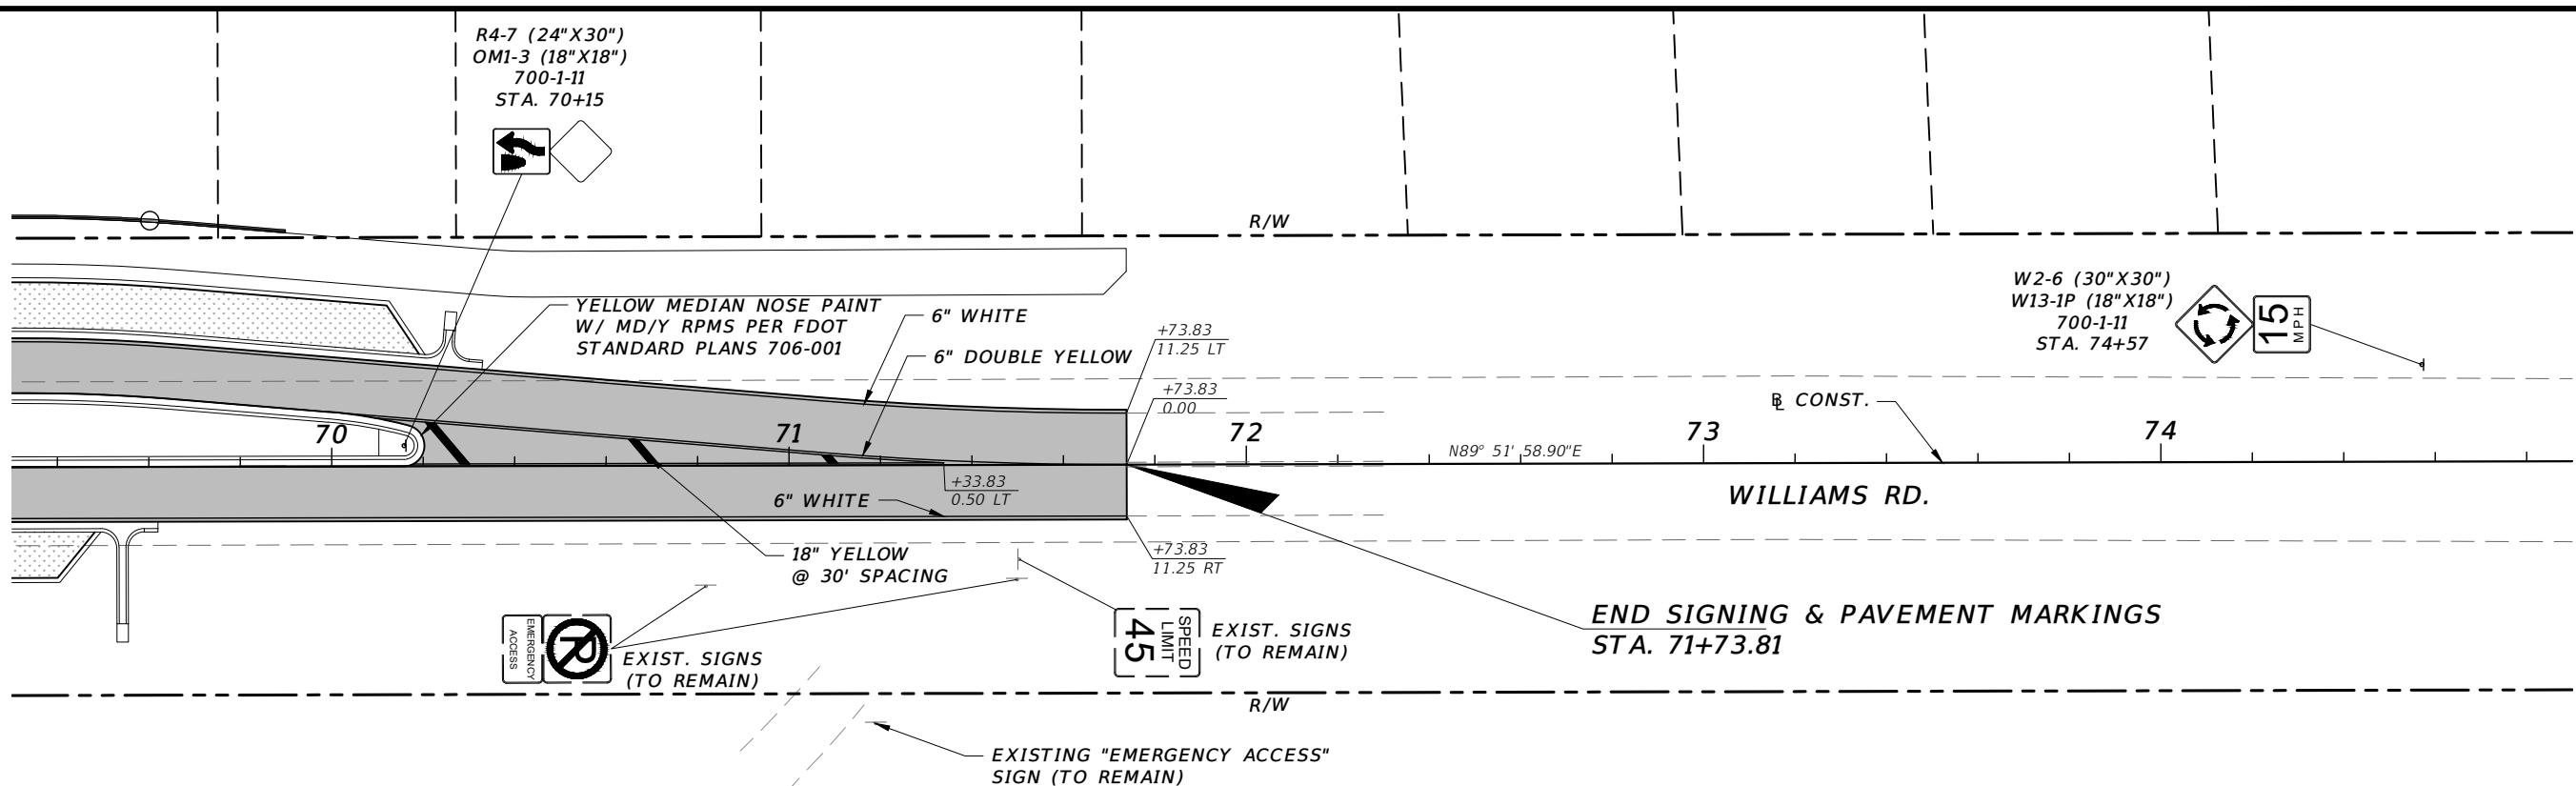 R4-7 (24"X30")
OM1-3 (18"X18")
700-1-11
STA. 70+15
R/W
W2-6 (30"X30")
W13-1P (18"X18")
700-1-11
STA. 74+57
15
MPH
YELLOW MEDIAN NOSE PAINT
W/ MD/Y RPMS PER FDOT
STANDARD PLANS 706-001
6" WHITE
6" DOUBLE YELLOW
+73.83
11.25 LT
+73.83
0.00
℄ CONST.
70
71
72
73
74
N89° 51' 58.90"E
+33.83
0.50 LT
6" WHITE
WILLIAMS RD.
18" YELLOW
@ 30' SPACING
+73.83
11.25 RT
END SIGNING & PAVEMENT MARKINGS
STA. 71+73.81
EMERGENCY
ACCESS
P
EXIST. SIGNS
(TO REMAIN)
SPEED
LIMIT
45
EXIST. SIGNS
(TO REMAIN)
R/W
EXISTING "EMERGENCY ACCESS"
SIGN (TO REMAIN)